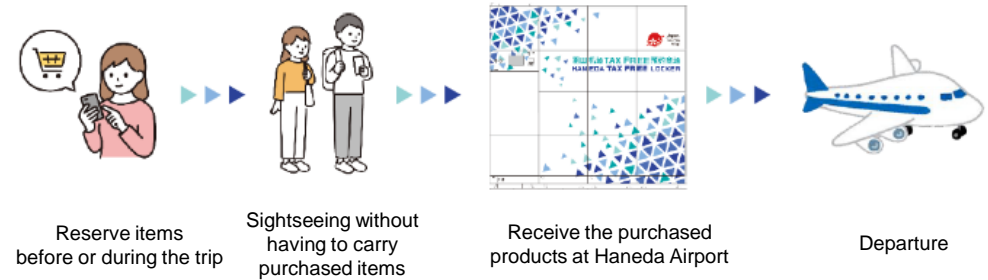 HANEDA TAX FREE LOCKER
Reserve items
before or during the trip
Sightseeing without
having to carry
purchased items
Receive the purchased
products at Haneda Airport
Departure